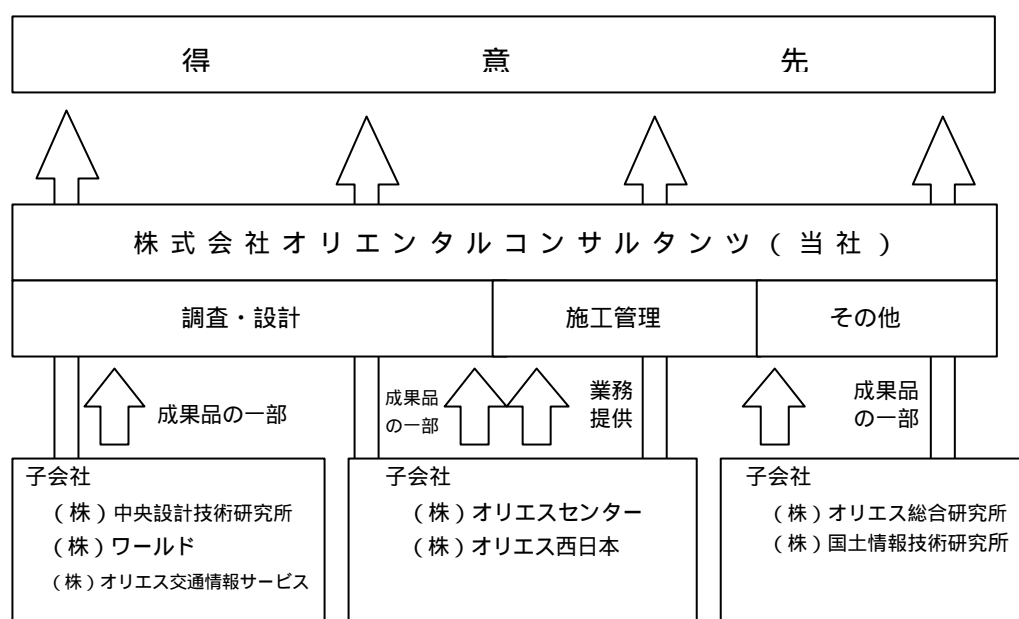 得意先
株式会社オリエンタルコンサルタンツ(当社)
調査・設計
施工管理
その他
成果品の一部
成果品
の一部
業務
提供
成果品
の一部
子会社
(株)中央設計技術研究所
(株)ワールド
(株)オリエス交通情報サービス
子会社
(株)オリエスセンター
(株)オリエス西日本
子会社
(株)オリエス総合研究所
(株)国土情報技術研究所